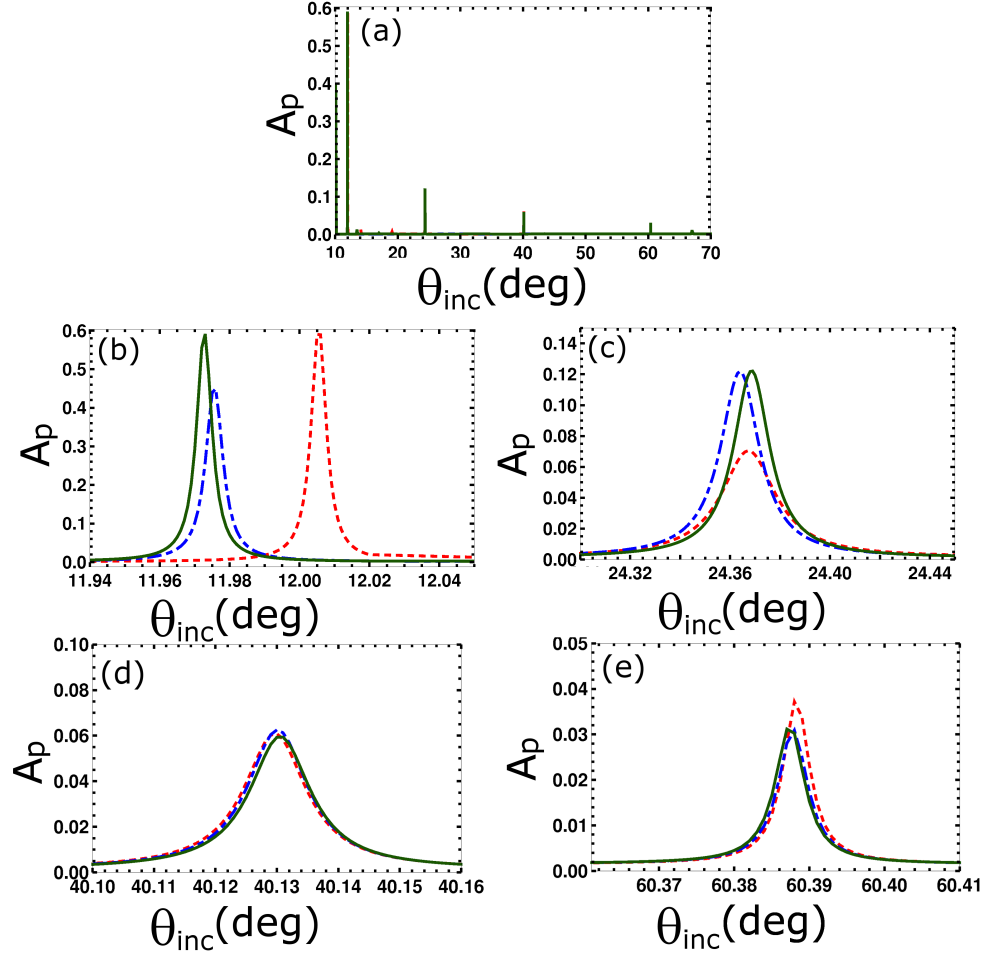 (a)
Ap
0.6
0.5
0.4
0.3
0.2
0.1
0.0
10 20 30 40 50 60 70
θinc(deg)
(b)
Ap
0.6
0.5
0.4
0.3
0.2
0.1
0.0
11.94 11.96 11.98 12.00 12.02 12.04
θinc(deg)
(c)
Ap
0.14
0.12
0.10
0.08
0.06
0.04
0.02
0.00
24.32 24.36 24.40 24.44
θinc(deg)
(d)
Ap
0.10
0.08
0.06
0.04
0.02
0.00
40.10 40.11 40.12 40.13 40.14 40.15 40.16
θinc(deg)
(e)
Ap
0.05
0.04
0.03
0.02
0.01
0.00
60.37 60.38 60.39 60.40 60.41
θinc(deg)